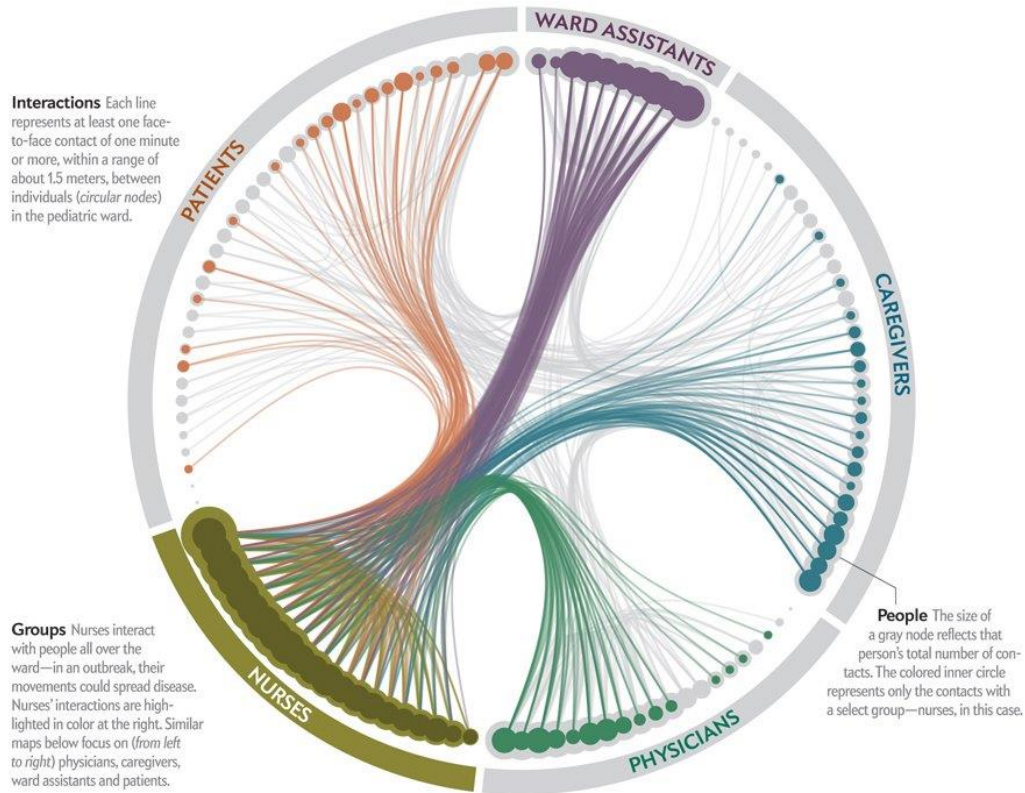 WARD ASSISTANTS
Interactions Each line
represents at least one face-
to-face contact of one minute
or more, within a range of
about 1.5 meters, between
individuals (circular nodes)
in the pediatric ward.
PATIENTS
CAREGIVERS
Groups Nurses interact
with people all over the
ward—in an outbreak, their
movements could spread disease.
Nurses' interactions are high-
lighted in color at the right. Similar
maps below focus on (from left
to right) physicians, caregivers,
ward assistants and patients.
NURSES
PHYSICIANS
People The size of
a gray node reflects that
person's total number of con-
tacts. The colored inner circle
represents only the contacts with
a select group—nurses, in this case.